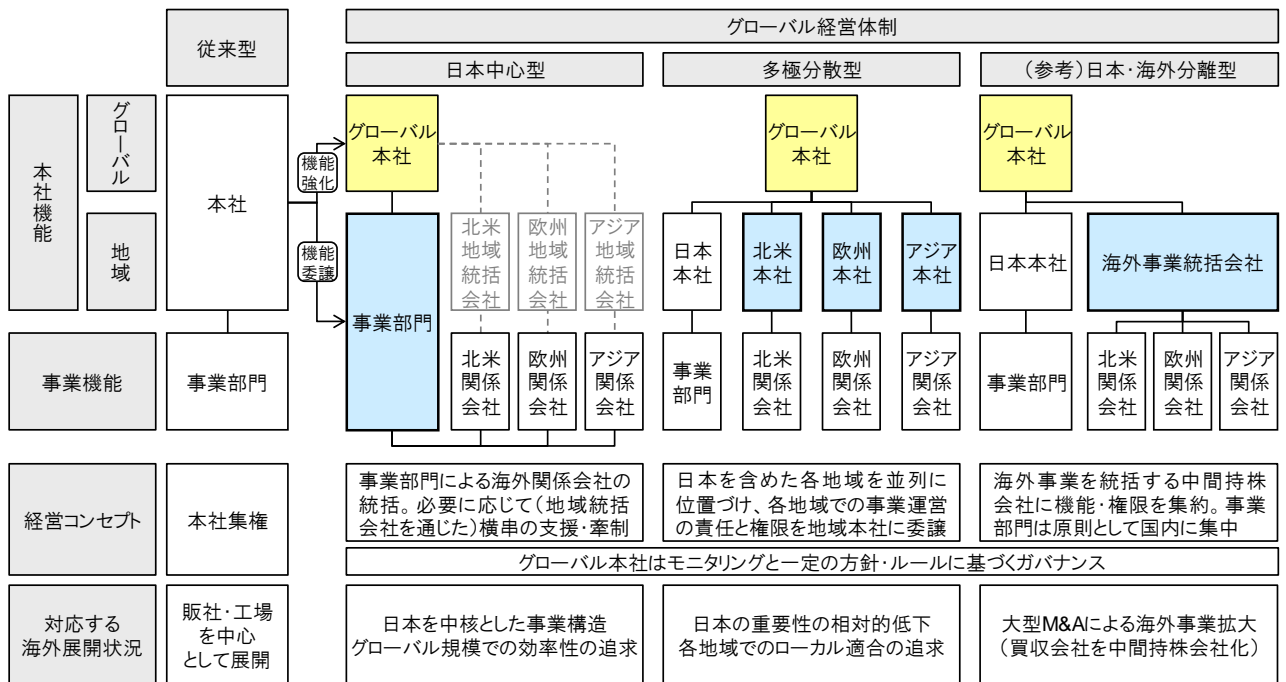 グローバル経営体制
従来型
日本中心型
多極分散型
（参考）日本・海外分離型
本社機能
グローバル
地域
本社
機能
強化
機能
委譲
グローバル
本社
事業部門
北米
地域
統括
会社
欧州
地域
統括
会社
アジア
地域
統括
会社
北米
関係
会社
欧州
関係
会社
アジア
関係
会社
グローバル
本社
日本
本社
北米
本社
欧州
本社
アジア
本社
事業
部門
北米
関係
会社
欧州
関係
会社
アジア
関係
会社
グローバル
本社
日本本社
海外事業統括会社
事業部門
北米
関係
会社
欧州
関係
会社
アジア
関係
会社
事業機能
事業部門
経営コンセプト
本社集権
事業部門による海外関係会社の
統括。必要に応じて（地域統括
会社を通じた）横串の支援・牽制
日本を含めた各地域を並列に
位置づけ、各地域での事業運営
の責任と権限を地域本社に委譲
海外事業を統括する中間持株
会社に機能・権限を集約。事業
部門は原則として国内に集中
グローバル本社はモニタリングと一定の方針・ルールに基づくガバナンス
対応する
海外展開状況
販社・工場
を中心
として展開
日本を中核とした事業構造
グローバル規模での効率性の追求
日本の重要性の相対的低下
各地域でのローカル適合の追求
大型M&Aによる海外事業拡大
（買収会社を中間持株会社化）